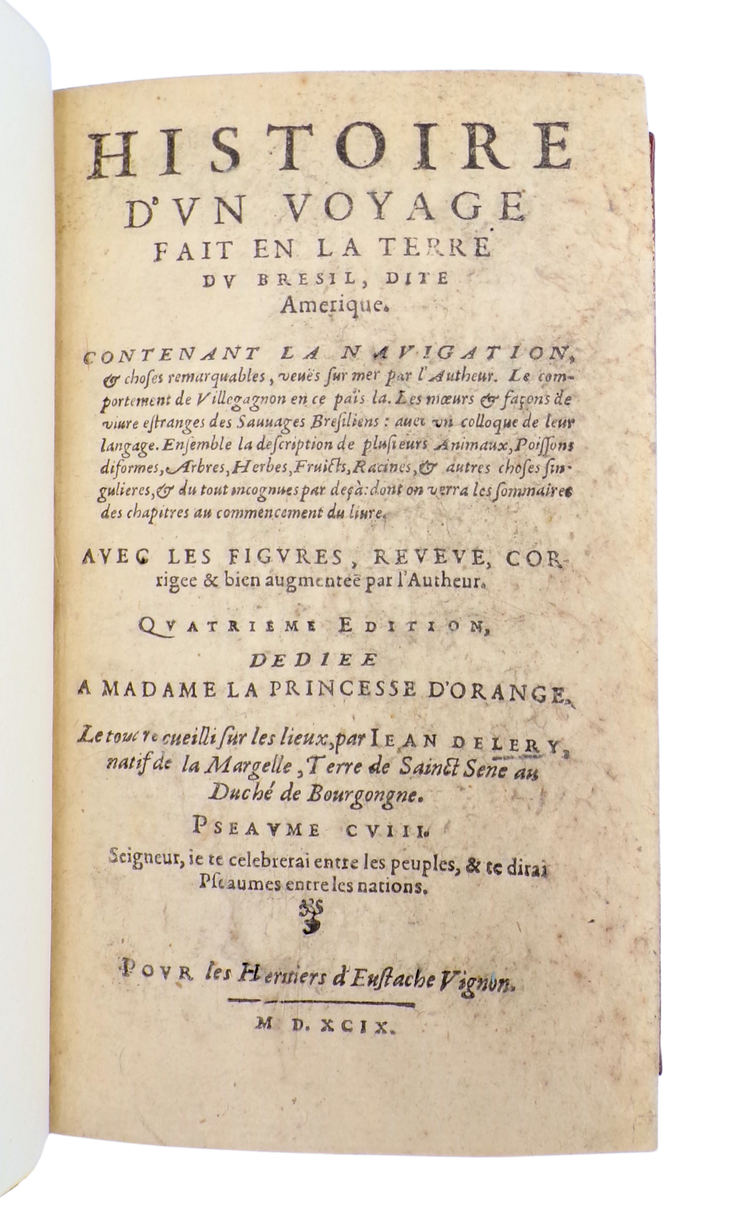 HISTOIRE
D'VN VOYAGE
FAIT EN LA TERRE
DV BRESIL, DITE
Amerique.
CONTENANT LA NAVIGATION,
& choſes remarquables, veuës ſur mer par l'Autheur. Le com-
portement de Villegagnon en ce païs la. Les mœurs & façons de
viure eſtranges des Sauuages Breſiliens : auec vn colloque de leur
langage. Enſemble la deſcription de pluſieurs Animaux, Poiſſons
diformes, Arbres, Herbes, Fruicts, Racines, & autres choſes ſin-
gulieres, & du tout incognues par deçà: dont on verra les ſommaires
des chapitres au commencement du liure.
AVEC LES FIGVRES, REVEVE, COR-
rigee & bien augmentee par l'Autheur.
QVATRIEME EDITION,
DEDIEE
A MADAME LA PRINCESSE D'ORANGE.
Le tout recueilli ſur les lieux, par IEAN DE LERY,
natif de la Margelle, Terre de Sainct Sene au
Duché de Bourgongne.
PSEAVME CVIII.
Seigneur, ie te celebrerai entre les peuples, & te dirai
Pſeaumes entre les nations.
POVR les Heritiers d'Euſtache Vignon.
M D. XCIX.